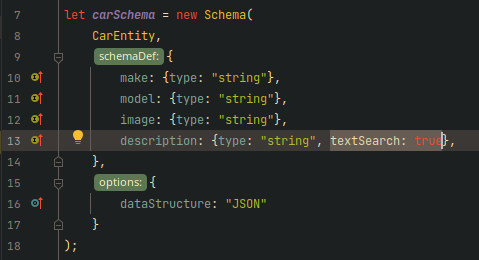 7 let carSchema = new Schema(
8 CarEntity,
9 schemaDef: {
10 make: {type: "string"},
11 model: {type: "string"},
12 image: {type: "string"},
13 description: {type: "string", textSearch: true},
14 },
15 options: {
16 dataStructure: "JSON"
17 }
18 );